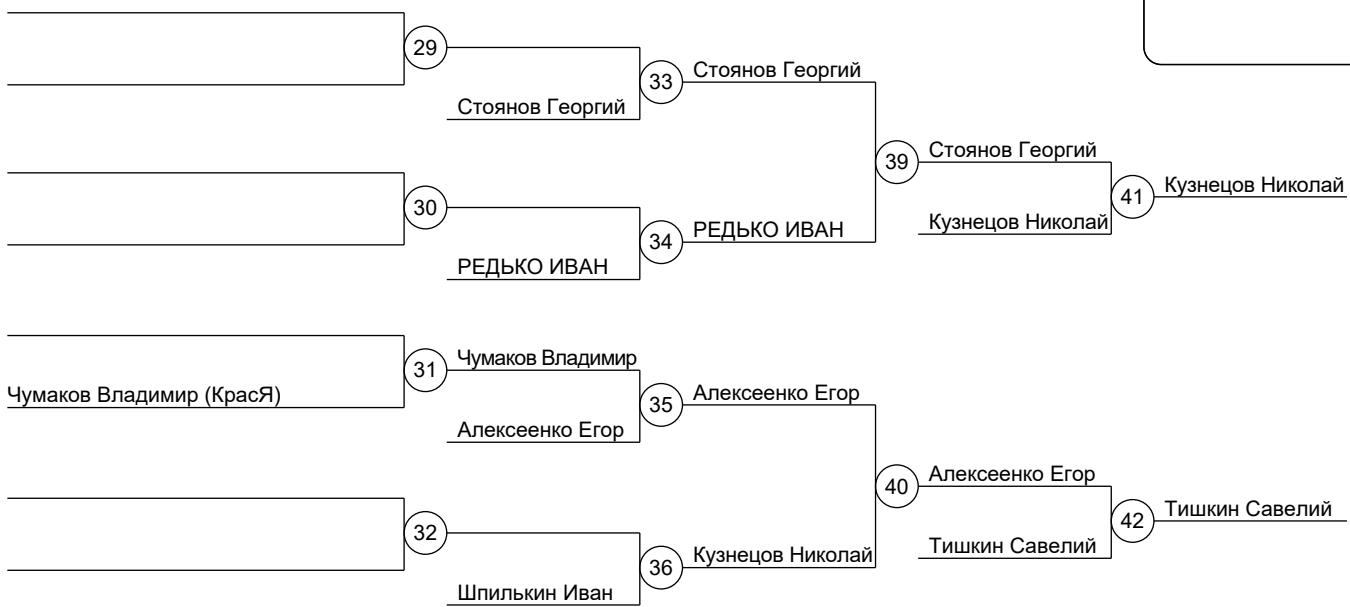 29
33
Стоянов Георгий
Стоянов Георгий
39
Стоянов Георгий
41
Кузнецов Николай
30
34
РЕДЬКО ИВАН
Кузнецов Николай
РЕДЬКО ИВАН
31
Чумаков Владимир
Чумаков Владимир (КрасЯ)
35
Алексеенко Егор
Алексеенко Егор
40
Алексеенко Егор
42
Тишкин Савелий
32
36
Кузнецов Николай
Тишкин Савелий
Шпилькин Иван